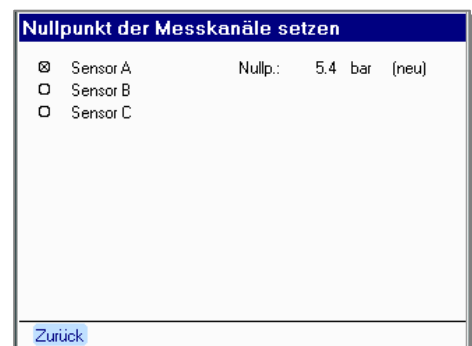 Nullpunkt der Messkanäle setzen
Sensor A Nullp.: 5.4 bar (neu)
Sensor B
Sensor C
Zurück